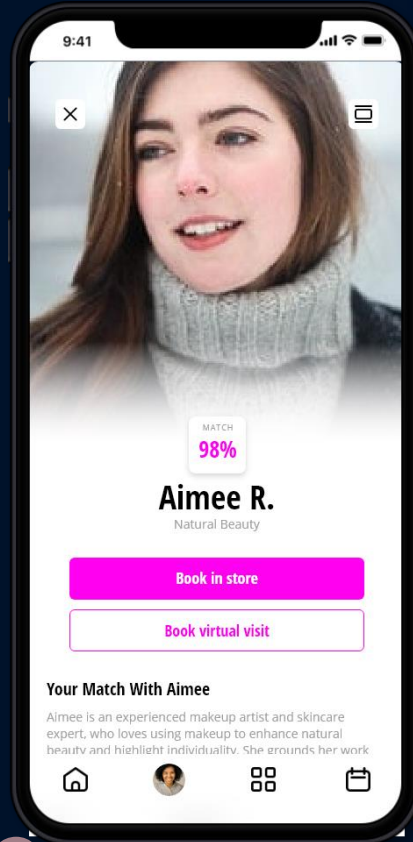 9:41
MATCH
98%
Aimee R.
Natural Beauty
Book in store
Book virtual visit
Your Match With Aimee
Aimee is an experienced makeup artist and skincare
expert, who loves using makeup to enhance natural
beauty and highlight individuality. She grounds her work